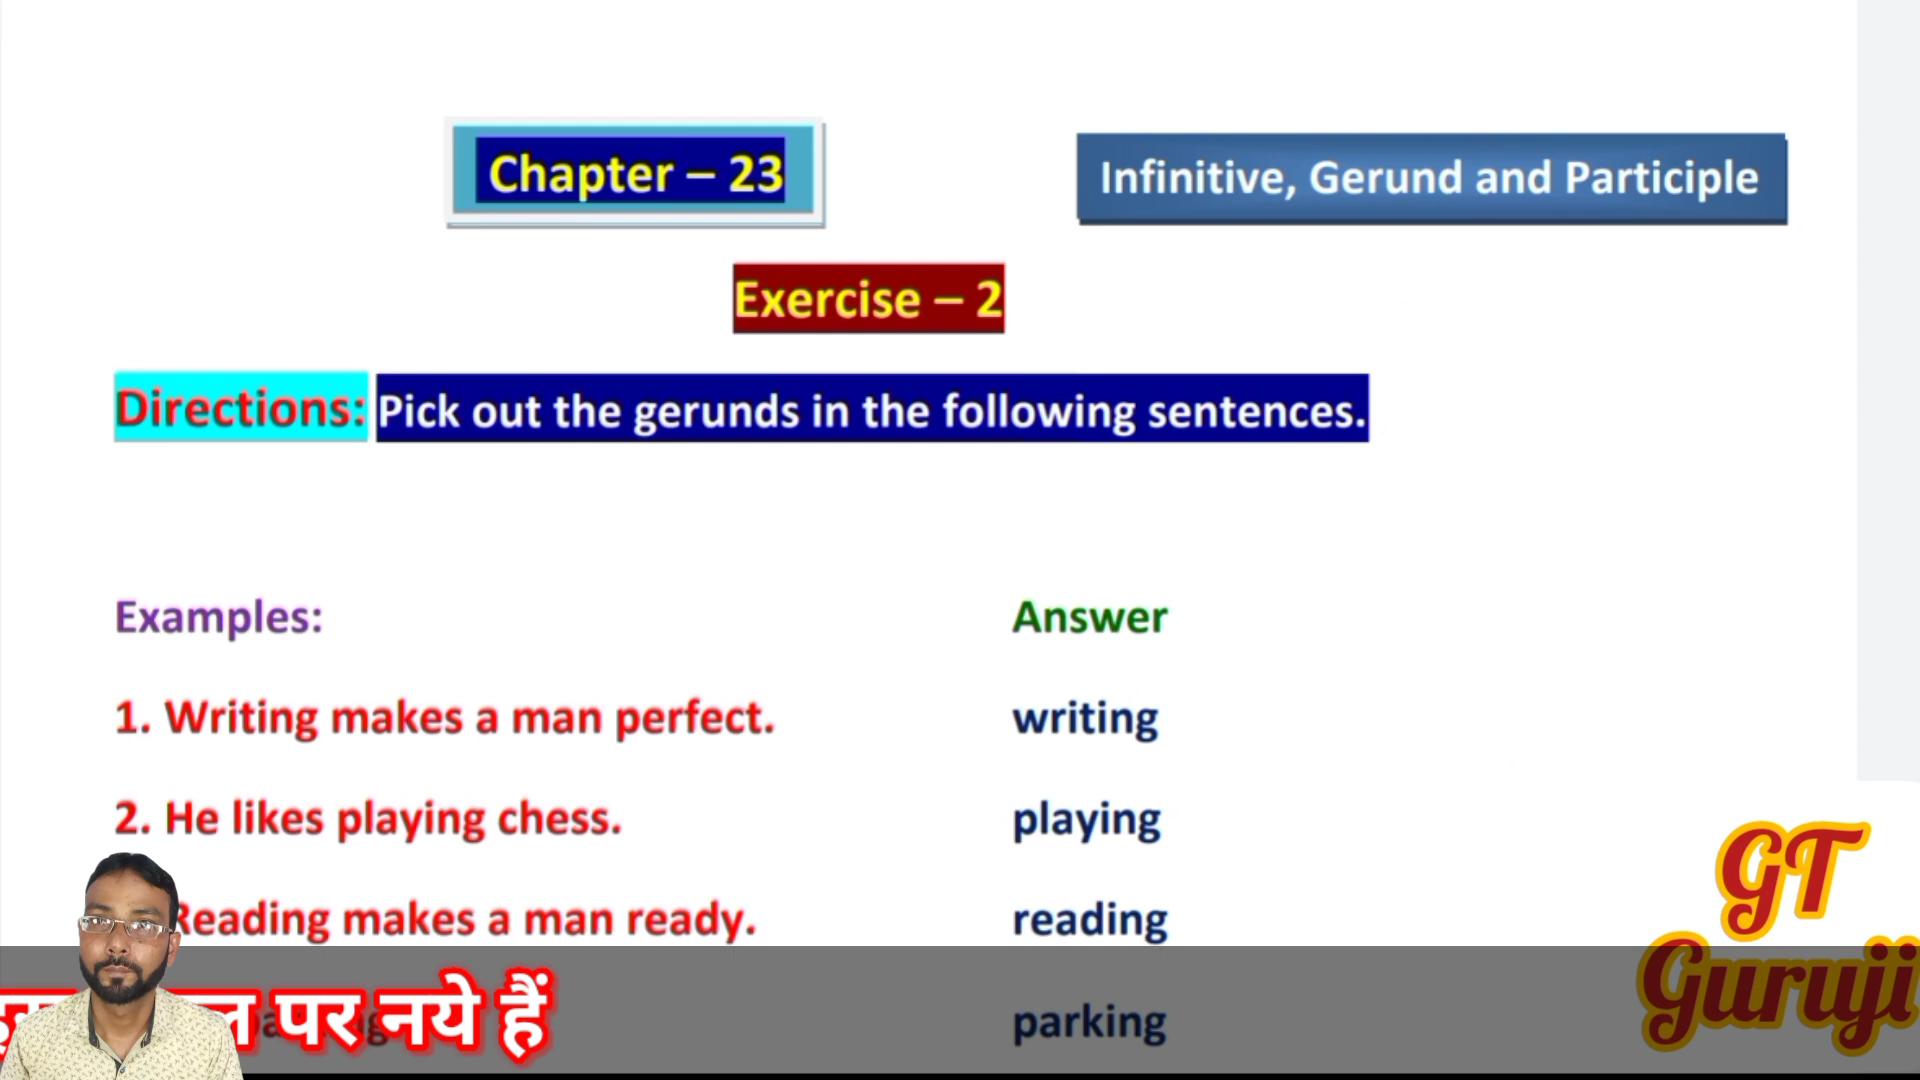 Chapter – 23
Infinitive, Gerund and Participle
Exercise – 2
Directions: Pick out the gerunds in the following sentences.
Examples: Answer
1. Writing makes a man perfect. writing
2. He likes playing chess. playing
Reading makes a man ready. reading
पर नये हैं parking
GT
Guruji